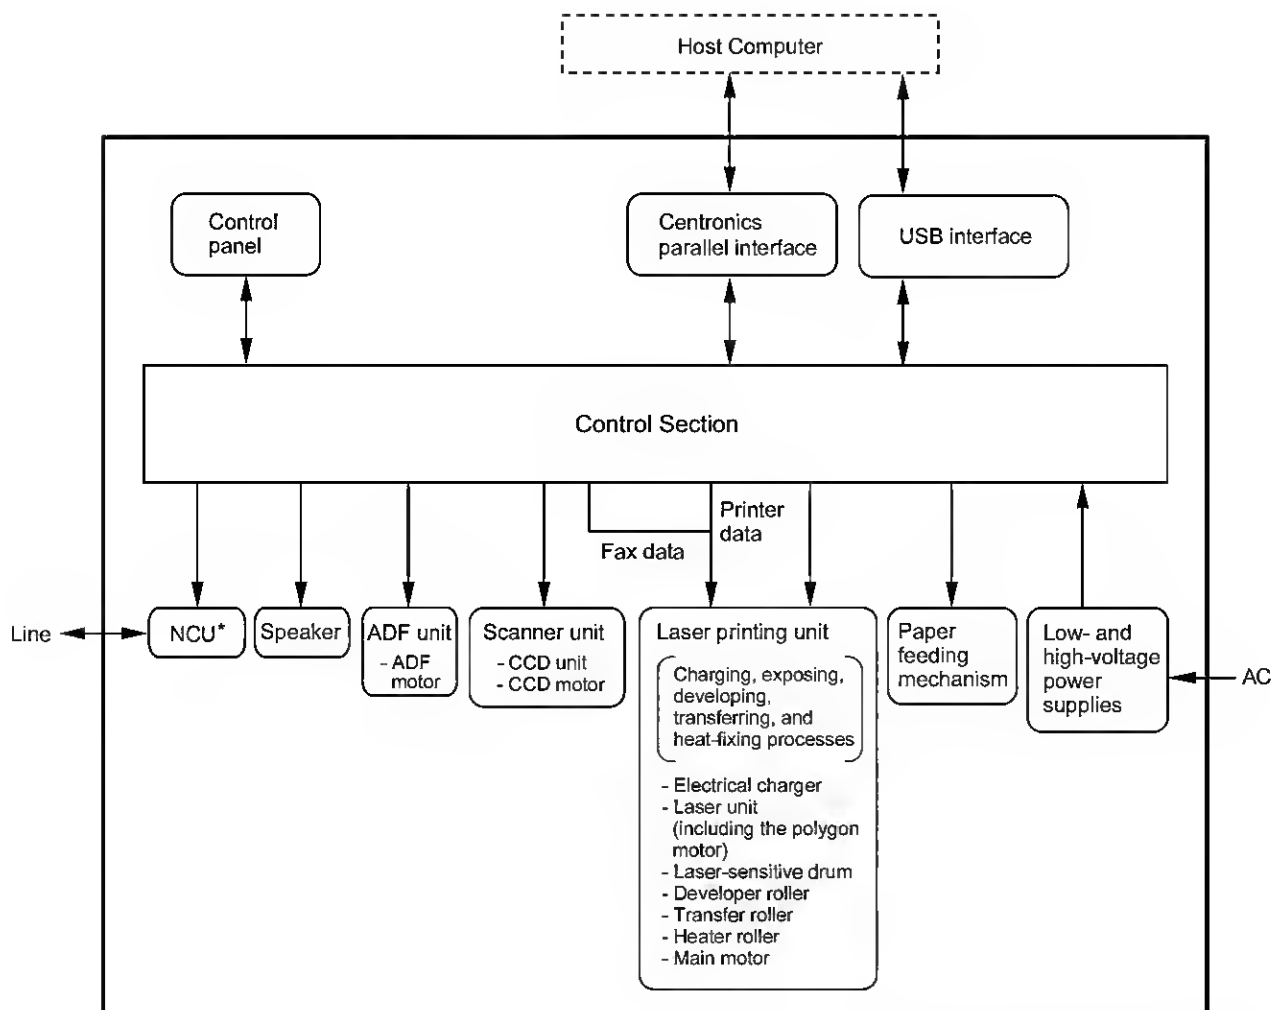 Host Computer
Control
panel
Centronics
parallel interface
USB interface
Control Section
Printer
data
Fax data
Line
NCU*
Speaker
ADF unit
- ADF
motor
Scanner unit
- CCD unit
- CCD motor
Laser printing unit
Charging, exposing,
developing,
transferring, and
heat-fixing processes
- Electrical charger
- Laser unit
(including the polygon
motor)
- Laser-sensitive drum
- Developer roller
- Transfer roller
- Heater roller
- Main motor
Paper
feeding
mechanism
Low- and
high-voltage
power
supplies
AC